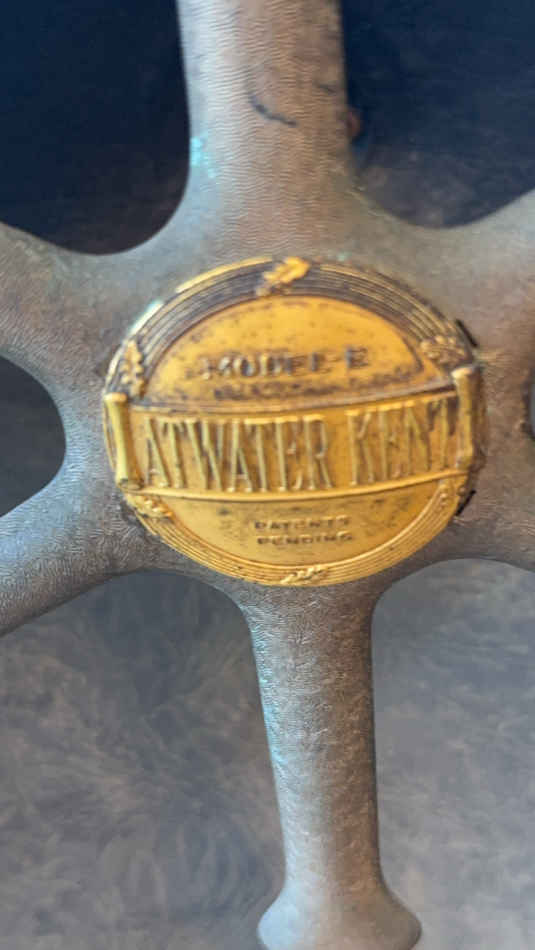 MODEL-E
ATWATER KENT
PATENTS
PENDING